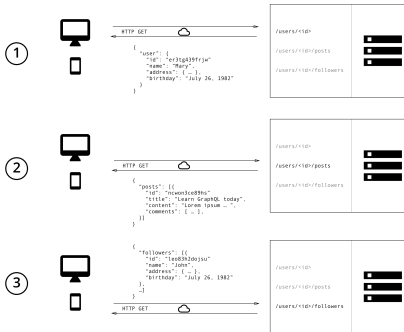 1
HTTP GET
{
"user": {
"id": "er3tg439frjw"
"name": "Mary",
"address": { … },
"birthday": "July 26, 1982"
}
}
/users/<id>
/users/<id>/posts
/users/<id>/followers
2
HTTP GET
{
"posts": [{
"id": "ncwon3ce89hs"
"title": "Learn GraphQL today",
"content": "Lorem ipsum … ",
"comments": [ … ],
}]
}
/users/<id>
/users/<id>/posts
/users/<id>/followers
3
{
"followers": [{
"id": "leo83h2dojsu"
"name": "John",
"address": { … },
"birthday": "July 26, 1982"
},
…]
}
HTTP GET
/users/<id>
/users/<id>/posts
/users/<id>/followers